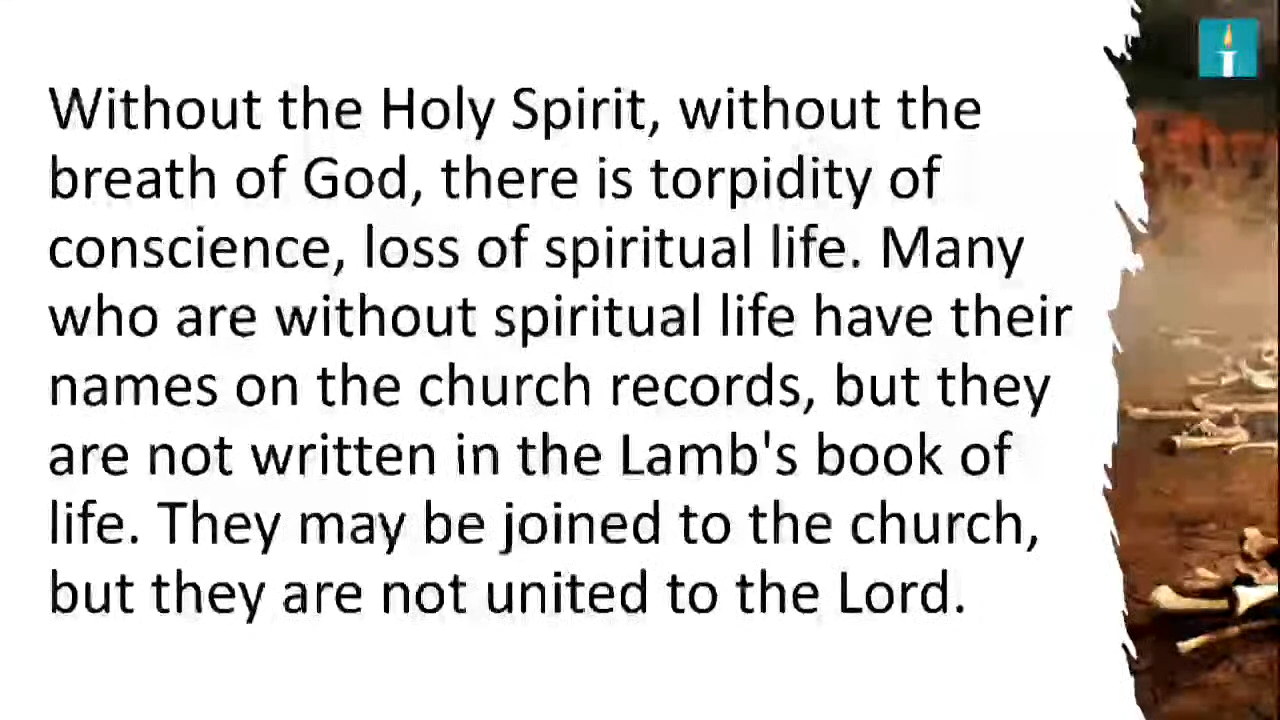 Without the Holy Spirit, without the
breath of God, there is torpidity of
conscience, loss of spiritual life. Many
who are without spiritual life have their
names on the church records, but they
are not written in the Lamb's book of
life. They may be joined to the church,
but they are not united to the Lord.